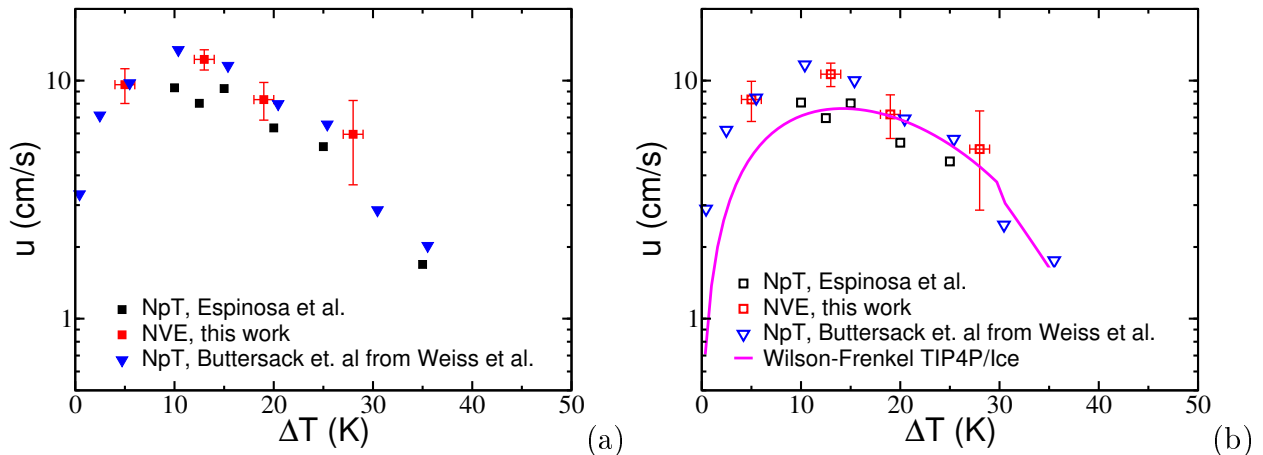 10
1
u (cm/s)
0 10 20 30 40 50
ΔT (K)
NpT, Espinosa et al.
NVE, this work
NpT, Buttersack et. al from Weiss et al.
(a)
10
1
u (cm/s)
0 10 20 30 40 50
ΔT (K)
NpT, Espinosa et al.
NVE, this work
NpT, Buttersack et. al from Weiss et al.
Wilson-Frenkel TIP4P/Ice
(b)